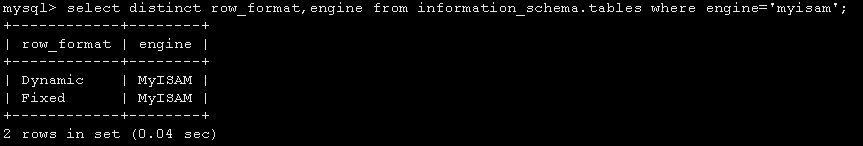 mysql> select distinct row_format,engine from information_schema.tables where engine='myisam';
+------------+--------+
| row_format | engine |
+------------+--------+
| Dynamic    | MyISAM |
| Fixed      | MyISAM |
+------------+--------+
2 rows in set (0.04 sec)